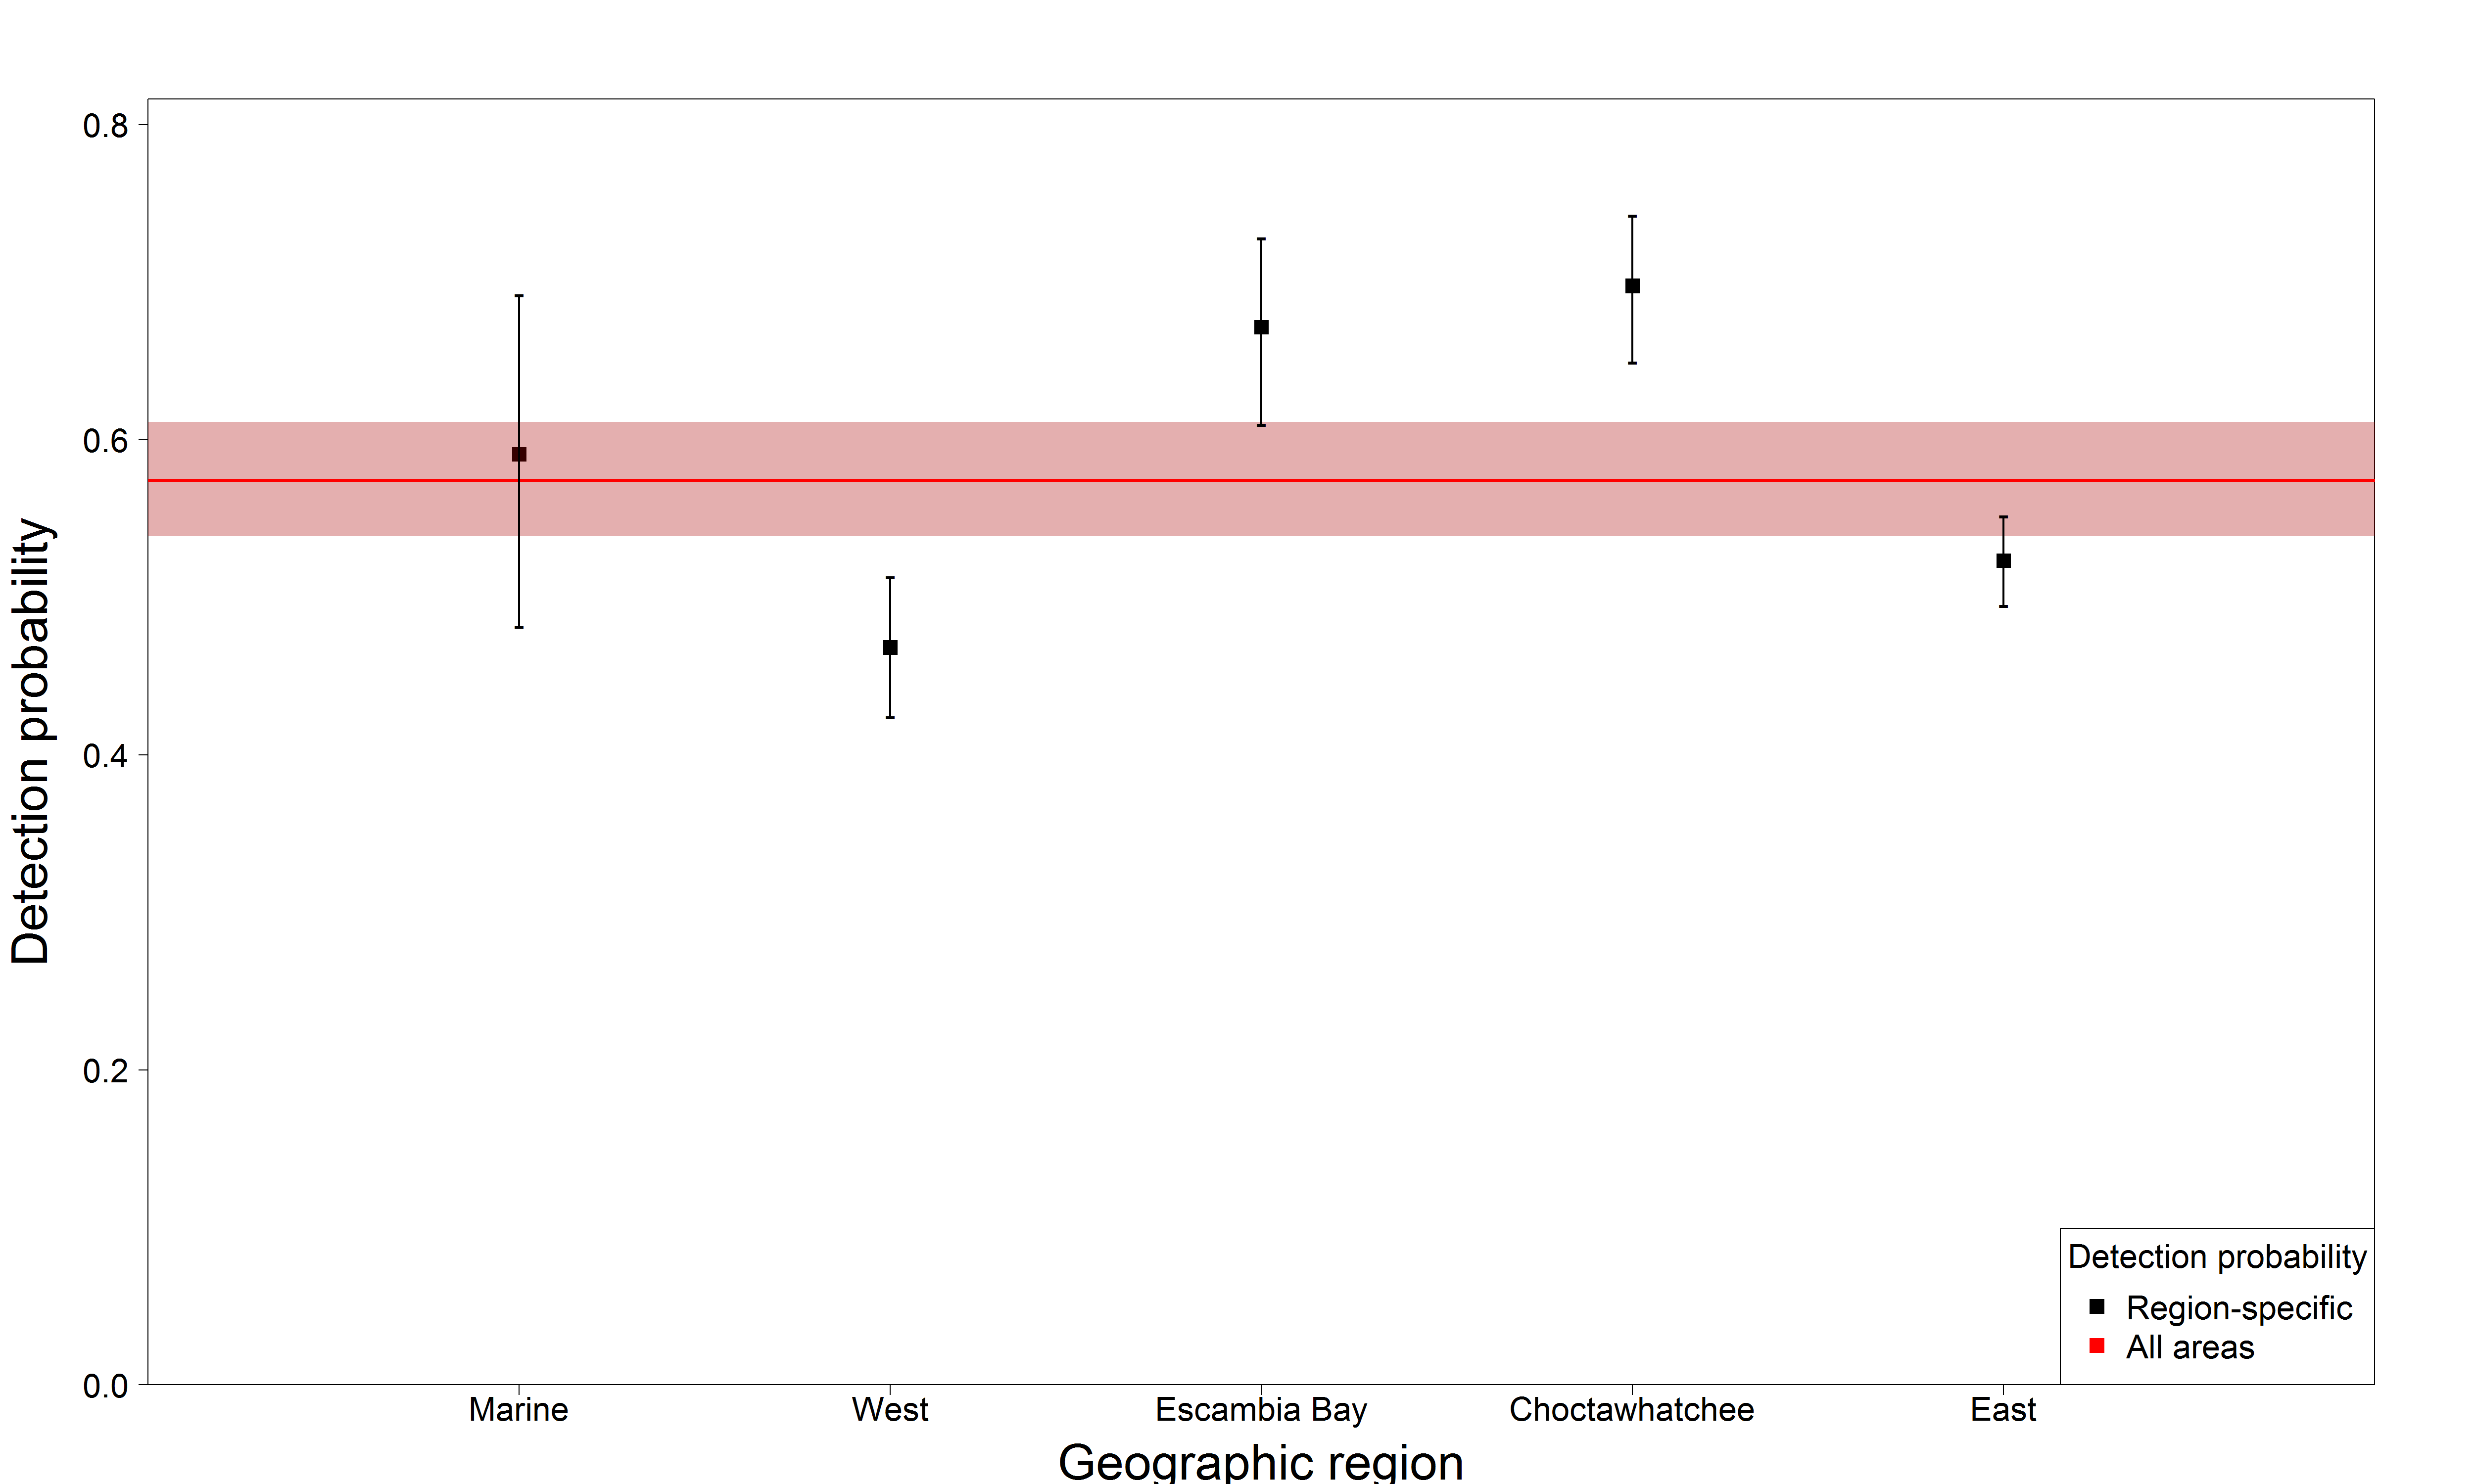 0.8
0.6
0.4
0.2
0.0
Detection probability
Marine
West
Escambia Bay
Choctawhatchee
East
Geographic region
Detection probability
Region-specific
All areas